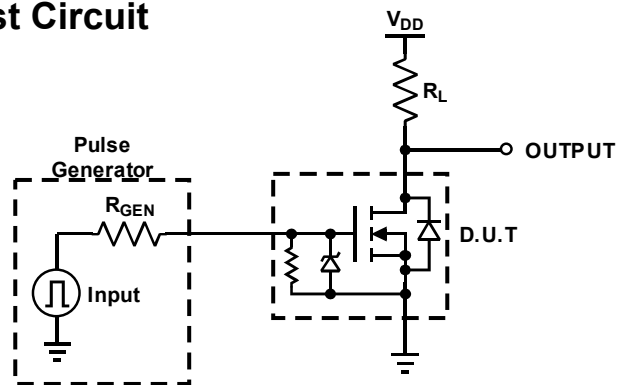 st Circuit
VDD
RL
OUTPUT
Pulse
Generator
RGEN
D.U.T
Input